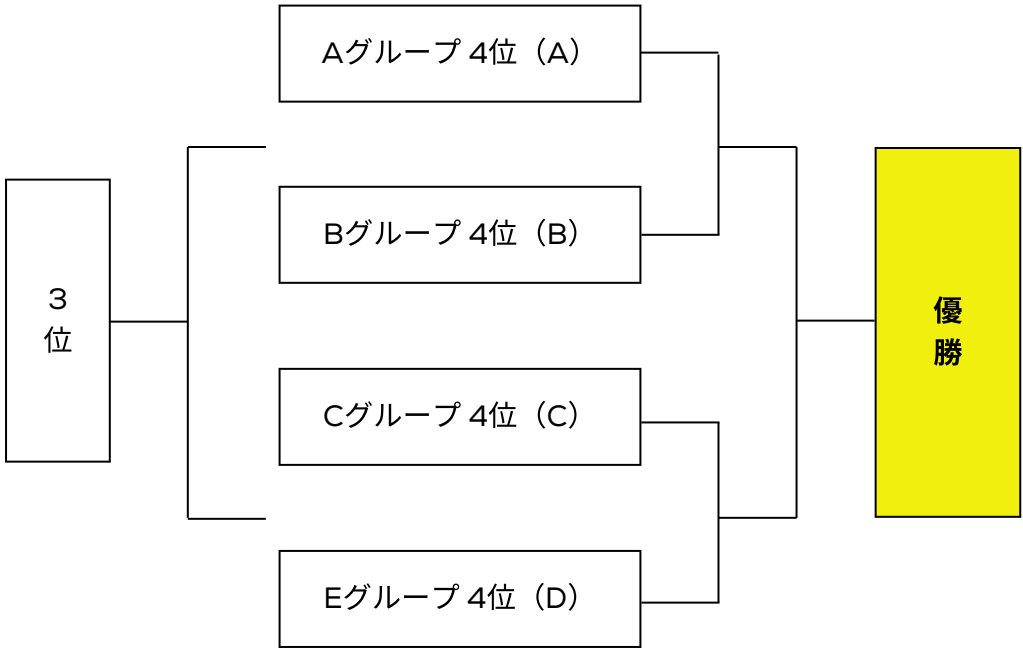 Aグループ 4位（A）
Bグループ 4位（B）
3
位
優
勝
Cグループ 4位（C）
Eグループ 4位（D）